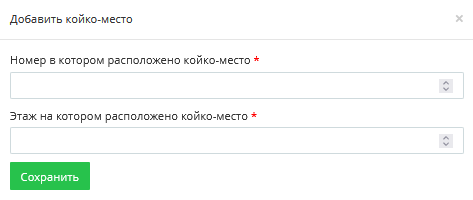 Добавить койко-место
×
Номер в котором расположено койко-место *
Этаж на котором расположено койко-место *
Сохранить